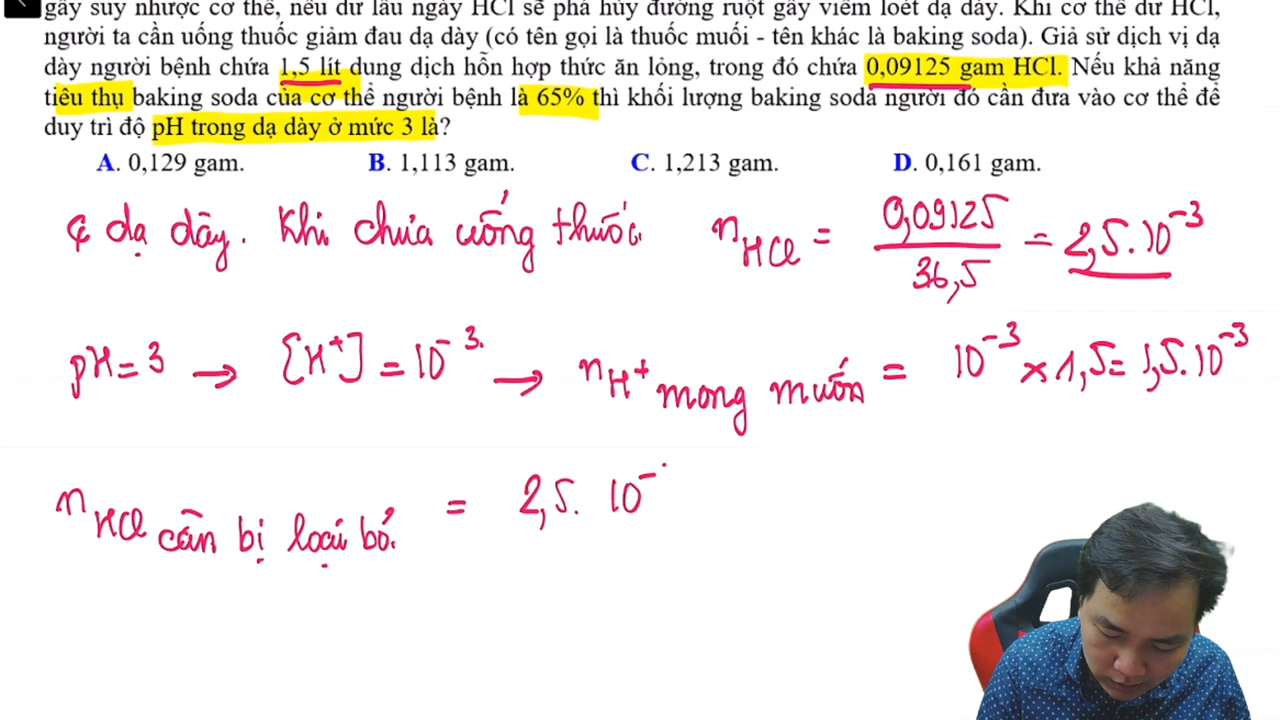 gây suy nhược cơ thể, nếu dư lâu ngày HCl sẽ phá hủy đường ruột gây viêm loét dạ dày. Khi cơ thể dư HCl,
người ta cần uống thuốc giảm đau dạ dày (có tên gọi là thuốc muối - tên khác là baking soda). Giả sử dịch vị dạ
dày người bệnh chứa 1,5 lít dung dịch hỗn hợp thức ăn lỏng, trong đó chứa 0,09125 gam HCl. Nếu khả năng
tiêu thụ baking soda của cơ thể người bệnh là 65% thì khối lượng baking soda người đó cần đưa vào cơ thể để
duy trì độ pH trong dạ dày ở mức 3 là?
A. 0,129 gam. B. 1,113 gam. C. 1,213 gam. D. 0,161 gam.
dạ dày. Khi chưa uống thuốc. nHCl = 0,09125 / 36,5 = 2,5.10⁻³
pH = 3 → [H⁺] = 10⁻³. → nH⁺ mong muốn = 10⁻³ × 1,5 = 1,5.10⁻³
nHCl cần bị loại bỏ. = 2,5. 10⁻